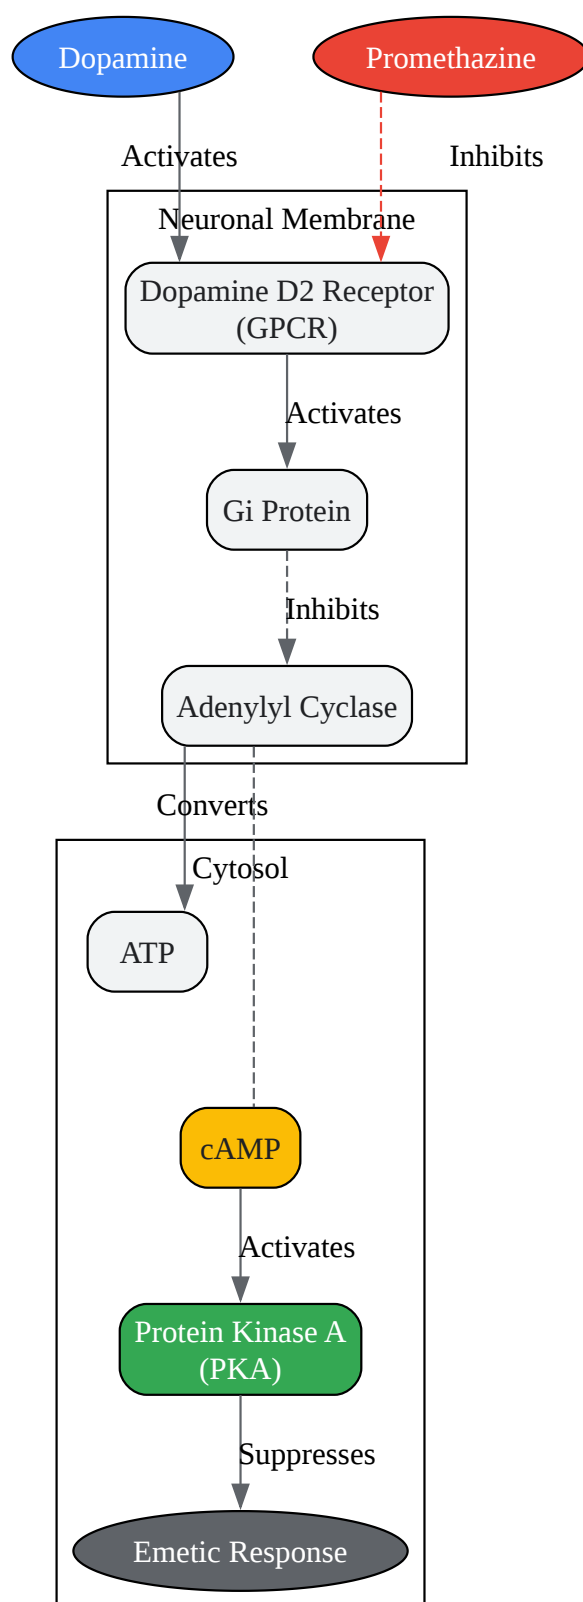 Dopamine
Promethazine
Activates
Inhibits
Neuronal Membrane
Dopamine D2 Receptor
(GPCR)
Activates
Gi Protein
Inhibits
Adenylyl Cyclase
Converts
Cytosol
ATP
cAMP
Activates
Protein Kinase A
(PKA)
Suppresses
Emetic Response